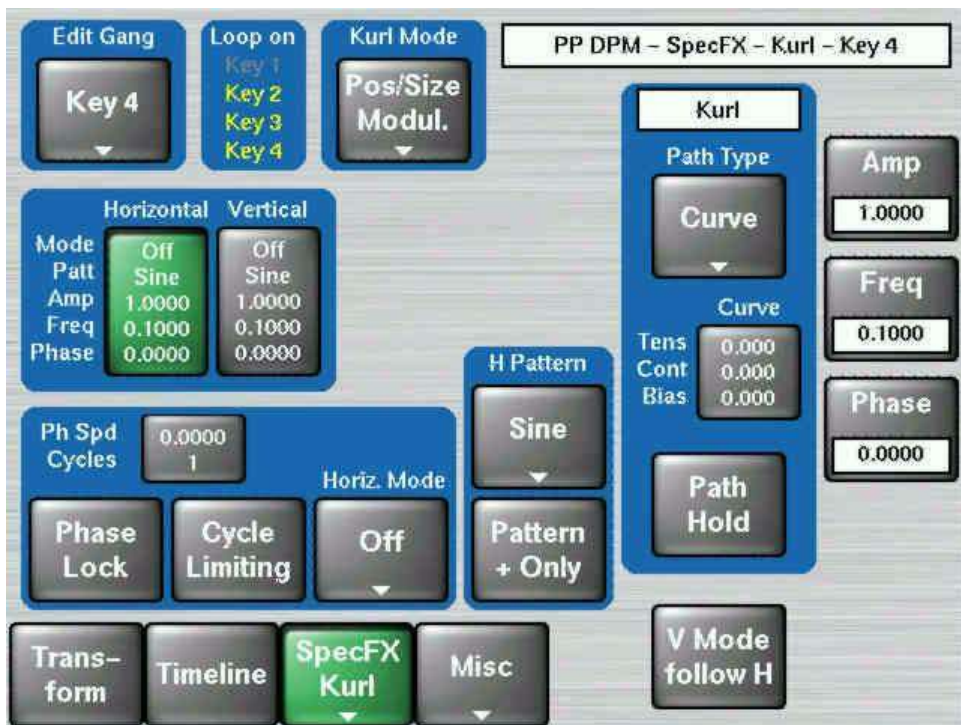 Edit Gang
Key 4
Loop on
Key 1
Key 2
Key 3
Key 4
Kurl Mode
Pos/Size
Modul.
PP DPM - SpecFX - Kurl - Key 4
Horizontal Vertical
Mode Off Off
Patt Sine Sine
Amp 1.0000 1.0000
Freq 0.1000 0.1000
Phase 0.0000 0.0000
Kurl
Path Type
Curve
Curve
Tens 0.000
Cont 0.000
Bias 0.000
Path
Hold
Amp
1.0000
Freq
0.1000
Phase
0.0000
H Pattern
Sine
Pattern
+ Only
Ph Spd 0.0000
Cycles 1
Horiz. Mode
Phase
Lock
Cycle
Limiting
Off
V Mode
follow H
Trans-
form
Timeline
SpecFX
Kurl
Misc